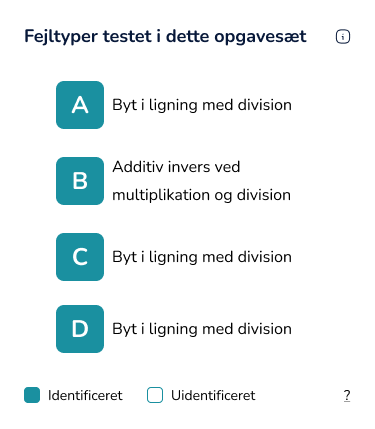 Fejltyper testet i dette opgavesæt
A Byt i ligning med division
B Additiv invers ved
multiplikation og division
C Byt i ligning med division
D Byt i ligning med division
Identificeret Uidentificeret ?